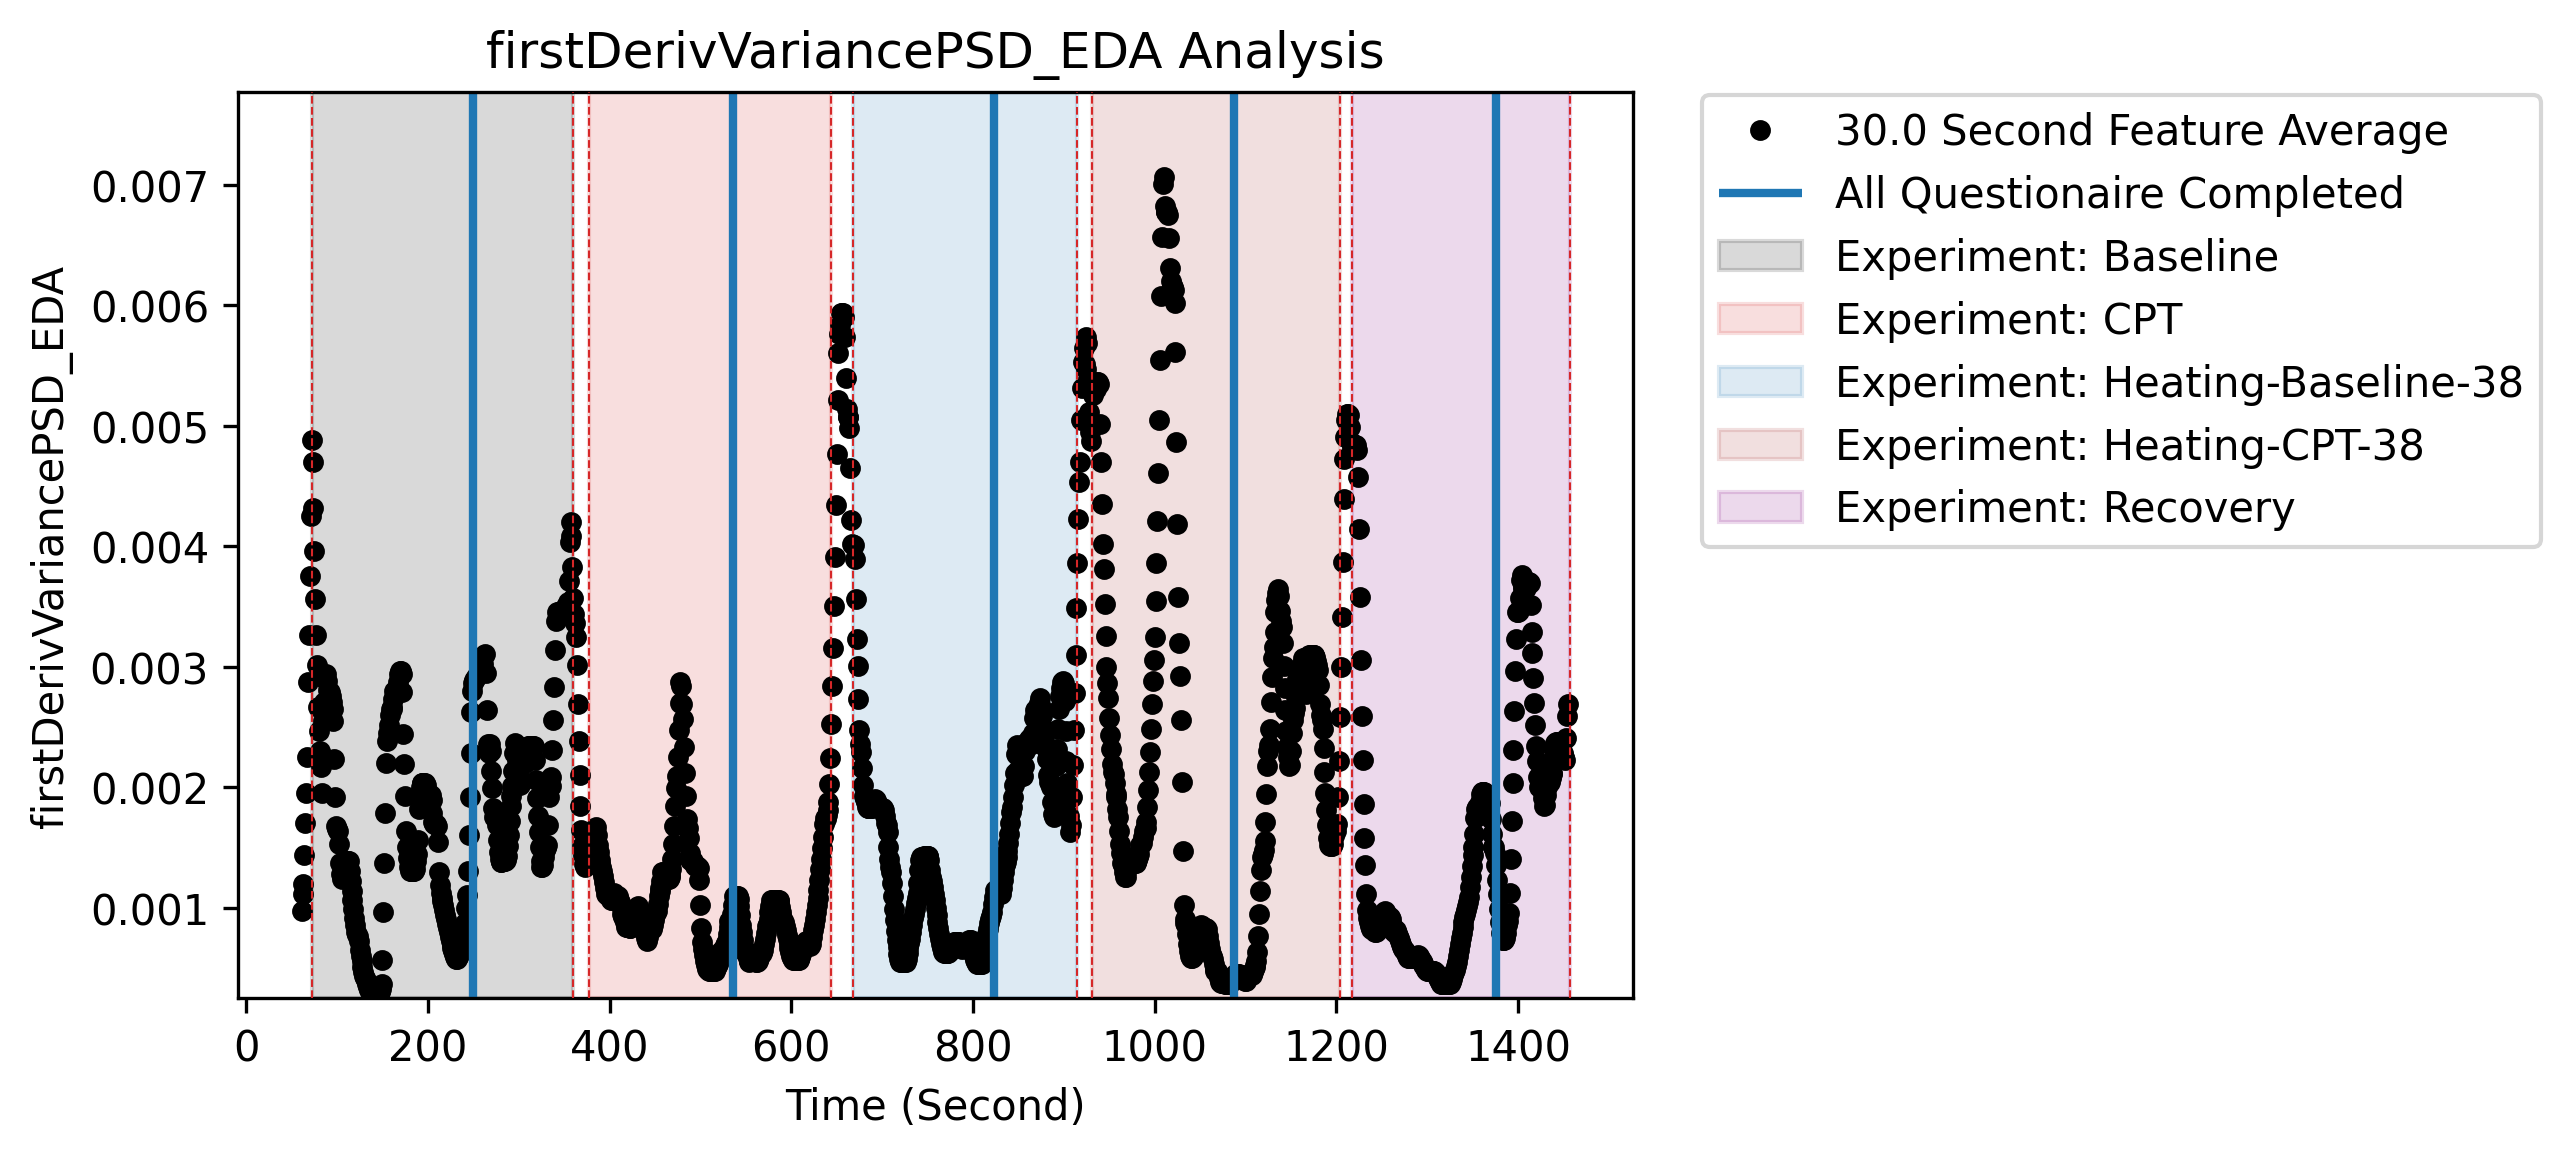 firstDerivVariancePSD_EDA Analysis
firstDerivVariancePSD_EDA
0.007
0.006
0.005
0.004
0.003
0.002
0.001
0 200 400 600 800 1000 1200 1400
Time (Second)
30.0 Second Feature Average
All Questionaire Completed
Experiment: Baseline
Experiment: CPT
Experiment: Heating-Baseline-38
Experiment: Heating-CPT-38
Experiment: Recovery